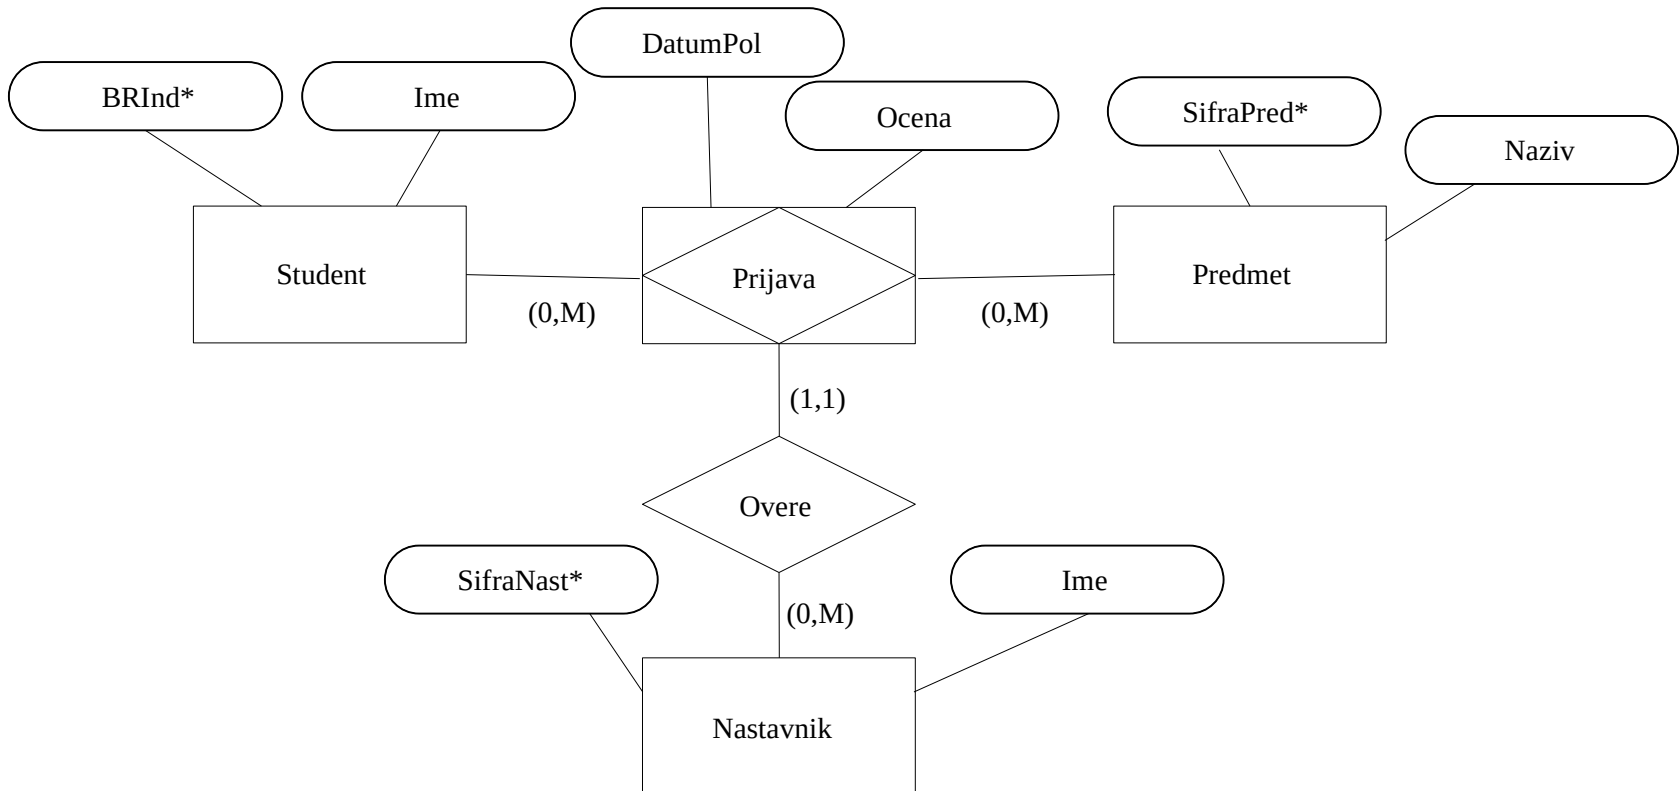 DatumPol
BRInd*
Ime
Ocena
SifraPred*
Naziv
Student
Prijava
Predmet
(0,M)
(0,M)
(1,1)
Overe
SifraNast*
Ime
(0,M)
Nastavnik